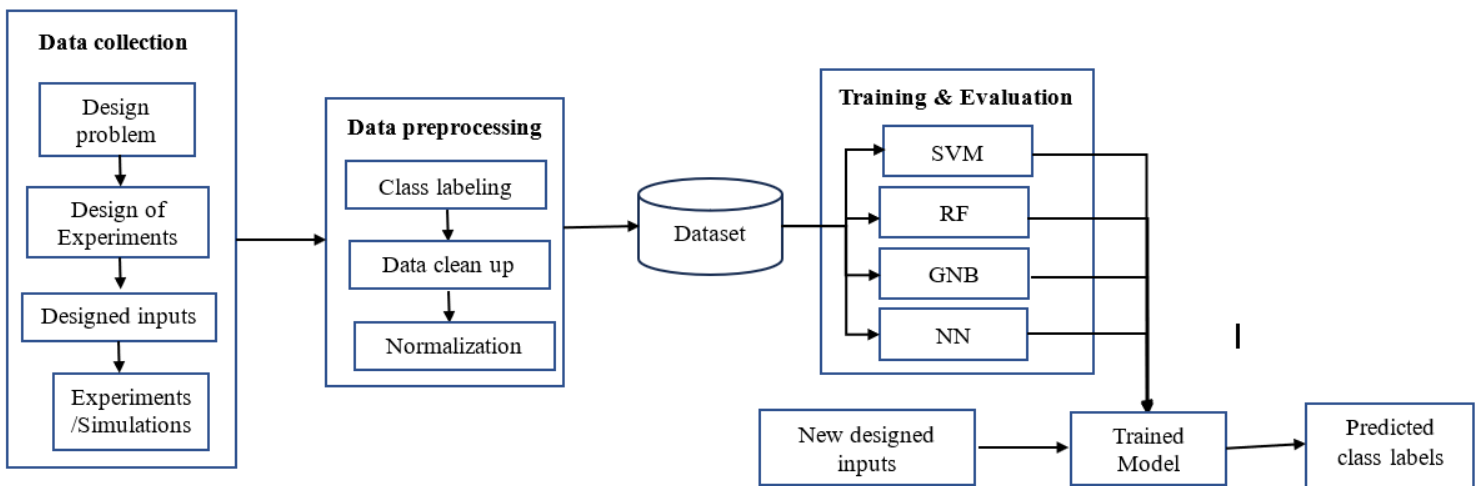 Data collection
Design
problem
Design of
Experiments
Designed inputs
Experiments
/Simulations
Data preprocessing
Class labeling
Data clean up
Normalization
Dataset
Training & Evaluation
SVM
RF
GNB
NN
New designed
inputs
Trained
Model
Predicted
class labels